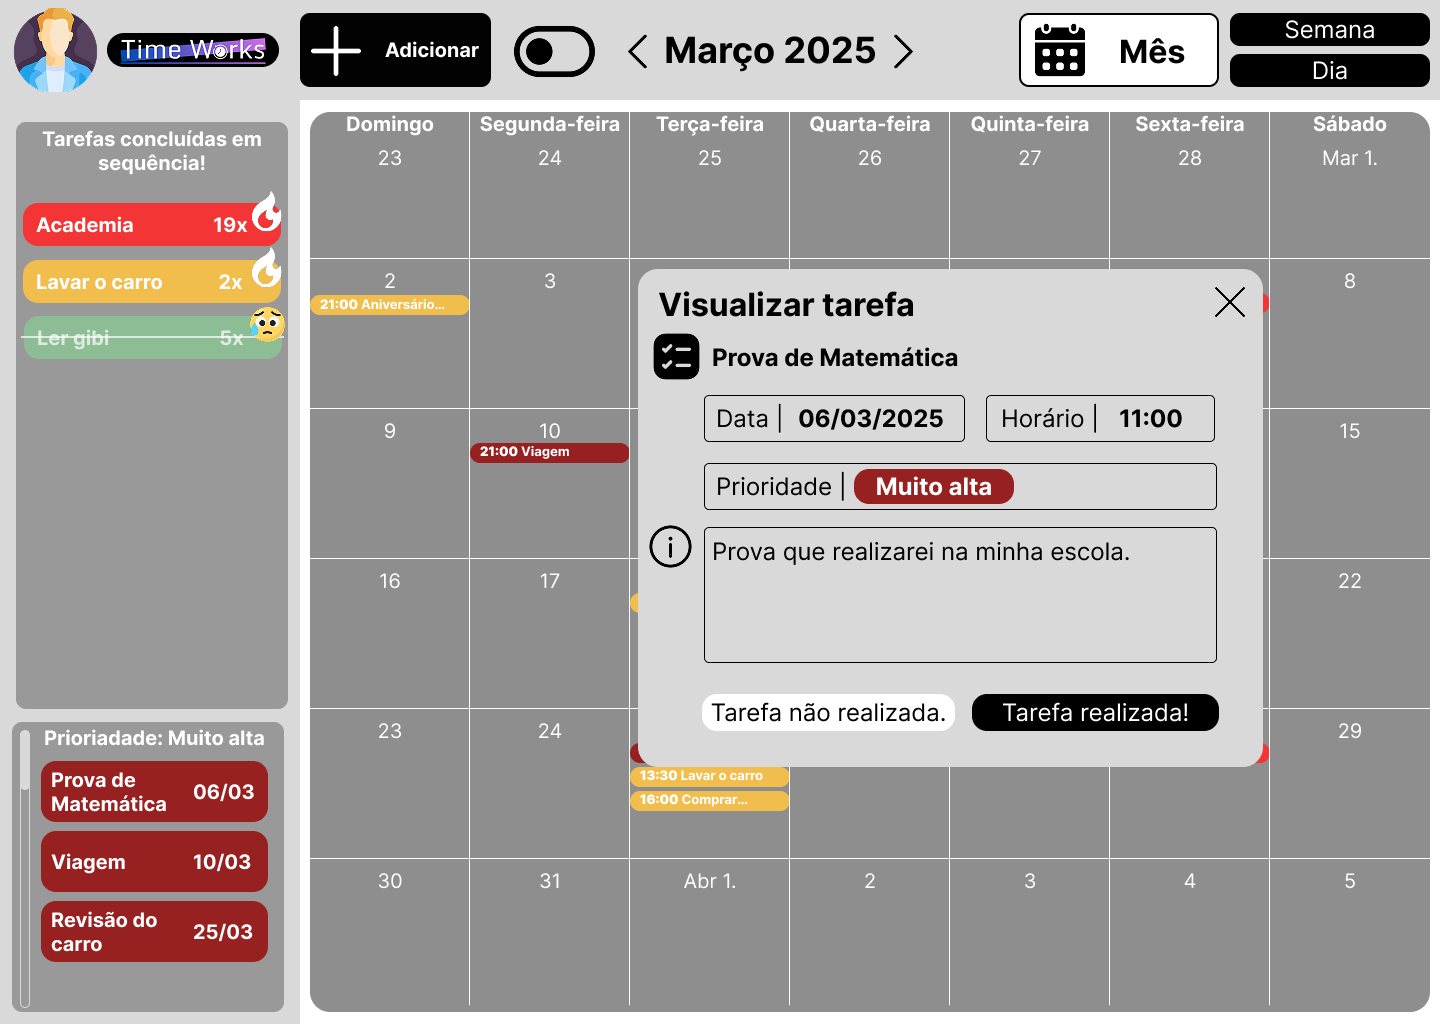 Time Works
Adicionar
Março 2025
Mês
Semana
Dia
Tarefas concluídas em
sequência!
Academia 19x
Lavar o carro 2x
Ler gibi 5x
Prioriadade: Muito alta
Prova de
Matemática 06/03
Viagem 10/03
Revisão do
carro 25/03
Domingo Segunda-feira Terça-feira Quarta-feira Quinta-feira Sexta-feira Sábado
23 24 25 26 27 28 Mar 1.
2 3 8
21:00 Aniversário...
9 10 15
21:00 Viagem
16 17 22
23 24 29
13:30 Lavar o carro
16:00 Comprar...
30 31 Abr 1. 2 3 4 5
Visualizar tarefa
Prova de Matemática
Data | 06/03/2025 Horário | 11:00
Prioridade | Muito alta
Prova que realizarei na minha escola.
Tarefa não realizada. Tarefa realizada!